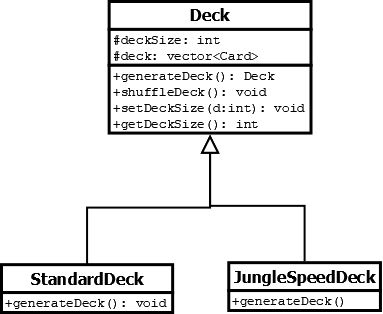 Deck
#deckSize: int
#deck: vector<Card>
+generateDeck(): Deck
+shuffleDeck(): void
+setDeckSize(d:int): void
+getDeckSize(): int
StandardDeck
+generateDeck(): void
JungleSpeedDeck
+generateDeck()